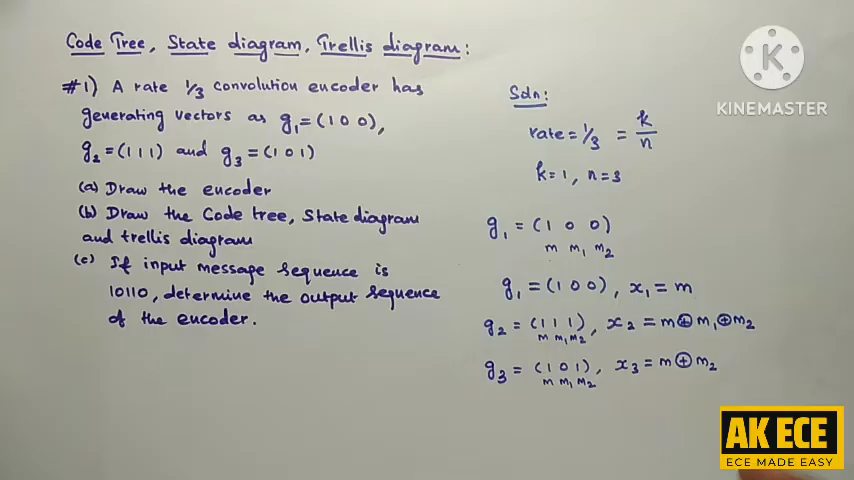 Code Tree, State diagram, Trellis diagram:
#1) A rate 1/3 convolution encoder has
generating vectors as g₁=(1 0 0),
g₂=(1 1 1) and g₃=(1 0 1)
(a) Draw the encoder
(b) Draw the Code tree, State diagram
and trellis diagram
(c) If input message sequence is
10110, determine the output sequence
of the encoder.
Soln:
rate = 1/3 = k/n
k=1, n=3
g₁ = (1 0 0)
m m₁ m₂
g₁ = (1 0 0), x₁ = m
g₂ = (1 1 1), x₂ = m⊕m₁⊕m₂
m m₁ m₂
g₃ = (1 0 1), x₃ = m⊕m₂
m m₁ m₂
K
KINEMASTER
AK ECE
ECE MADE EASY